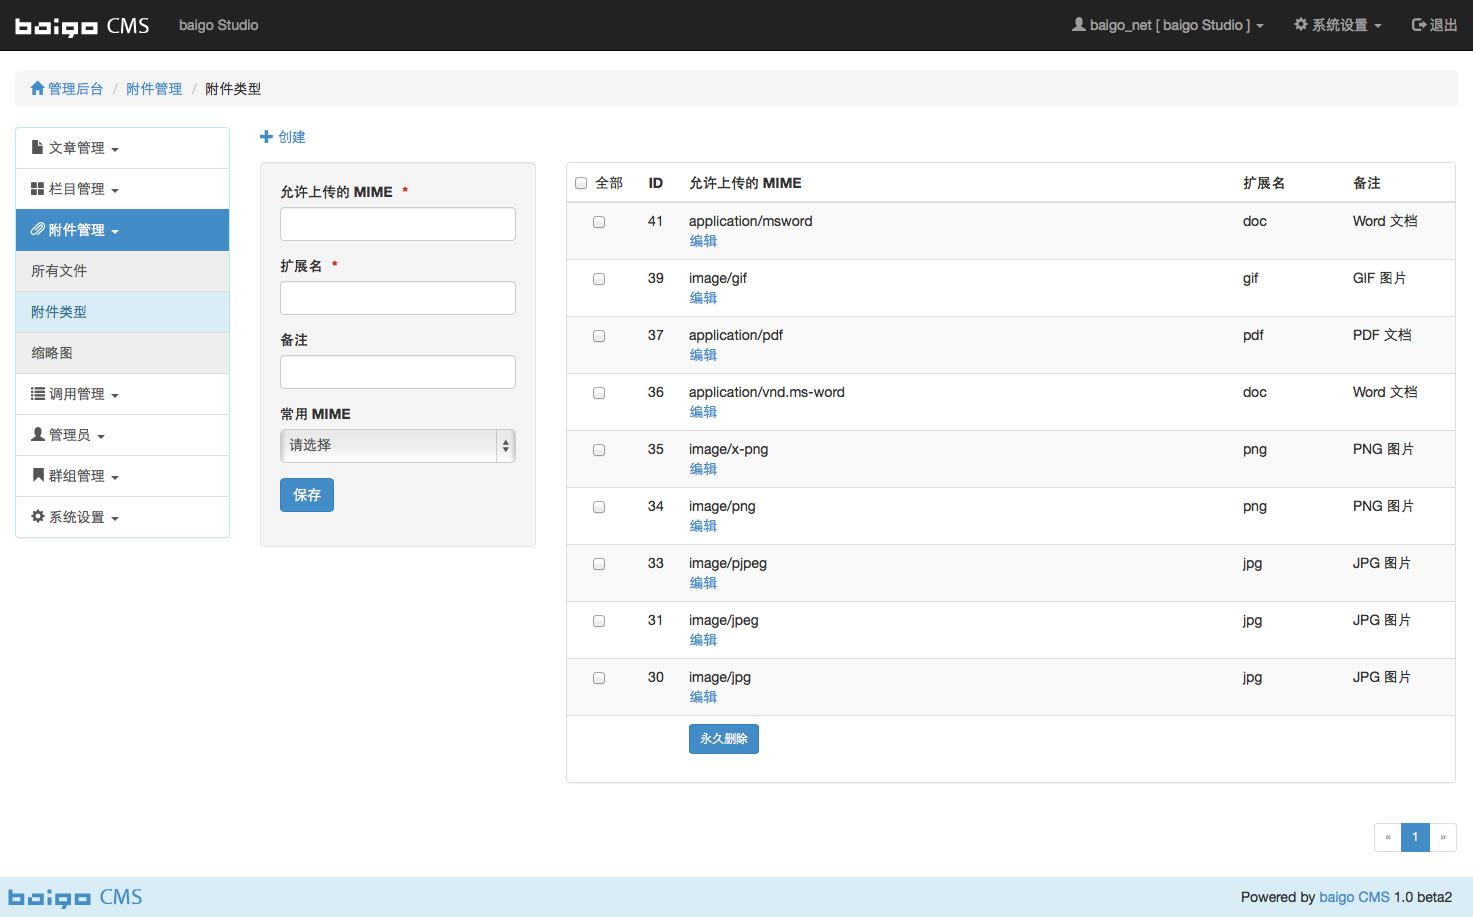 baigo CMS baigo Studio baigo_net [ baigo Studio ] 系统设置 退出
管理后台 / 附件管理 / 附件类型
文章管理
栏目管理
附件管理
所有文件
附件类型
缩略图
调用管理
管理员
群组管理
系统设置
创建
允许上传的 MIME *
扩展名 *
备注
常用 MIME
请选择
保存
全部 ID 允许上传的 MIME 扩展名 备注
41 application/msword doc Word 文档
编辑
39 image/gif gif GIF 图片
编辑
37 application/pdf pdf PDF 文档
编辑
36 application/vnd.ms-word doc Word 文档
编辑
35 image/x-png png PNG 图片
编辑
34 image/png png PNG 图片
编辑
33 image/pjpeg jpg JPG 图片
编辑
31 image/jpeg jpg JPG 图片
编辑
30 image/jpg jpg JPG 图片
编辑
永久删除
« 1 »
baigo CMS Powered by baigo CMS 1.0 beta2